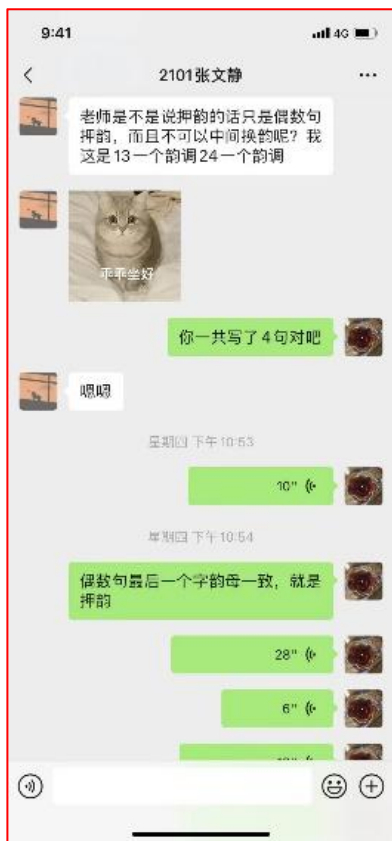 9:41
4G
2101张文静
老师是不是说押韵的话只是偶数句
押韵，而且不可以中间换韵呢？我
这是13一个韵调24一个韵调
乖乖坐好
你一共写了4句对吧
嗯嗯
星期四 下午10:53
10"
星期四 下午10:54
偶数句最后一个字韵母一致，就是
押韵
28"
6"